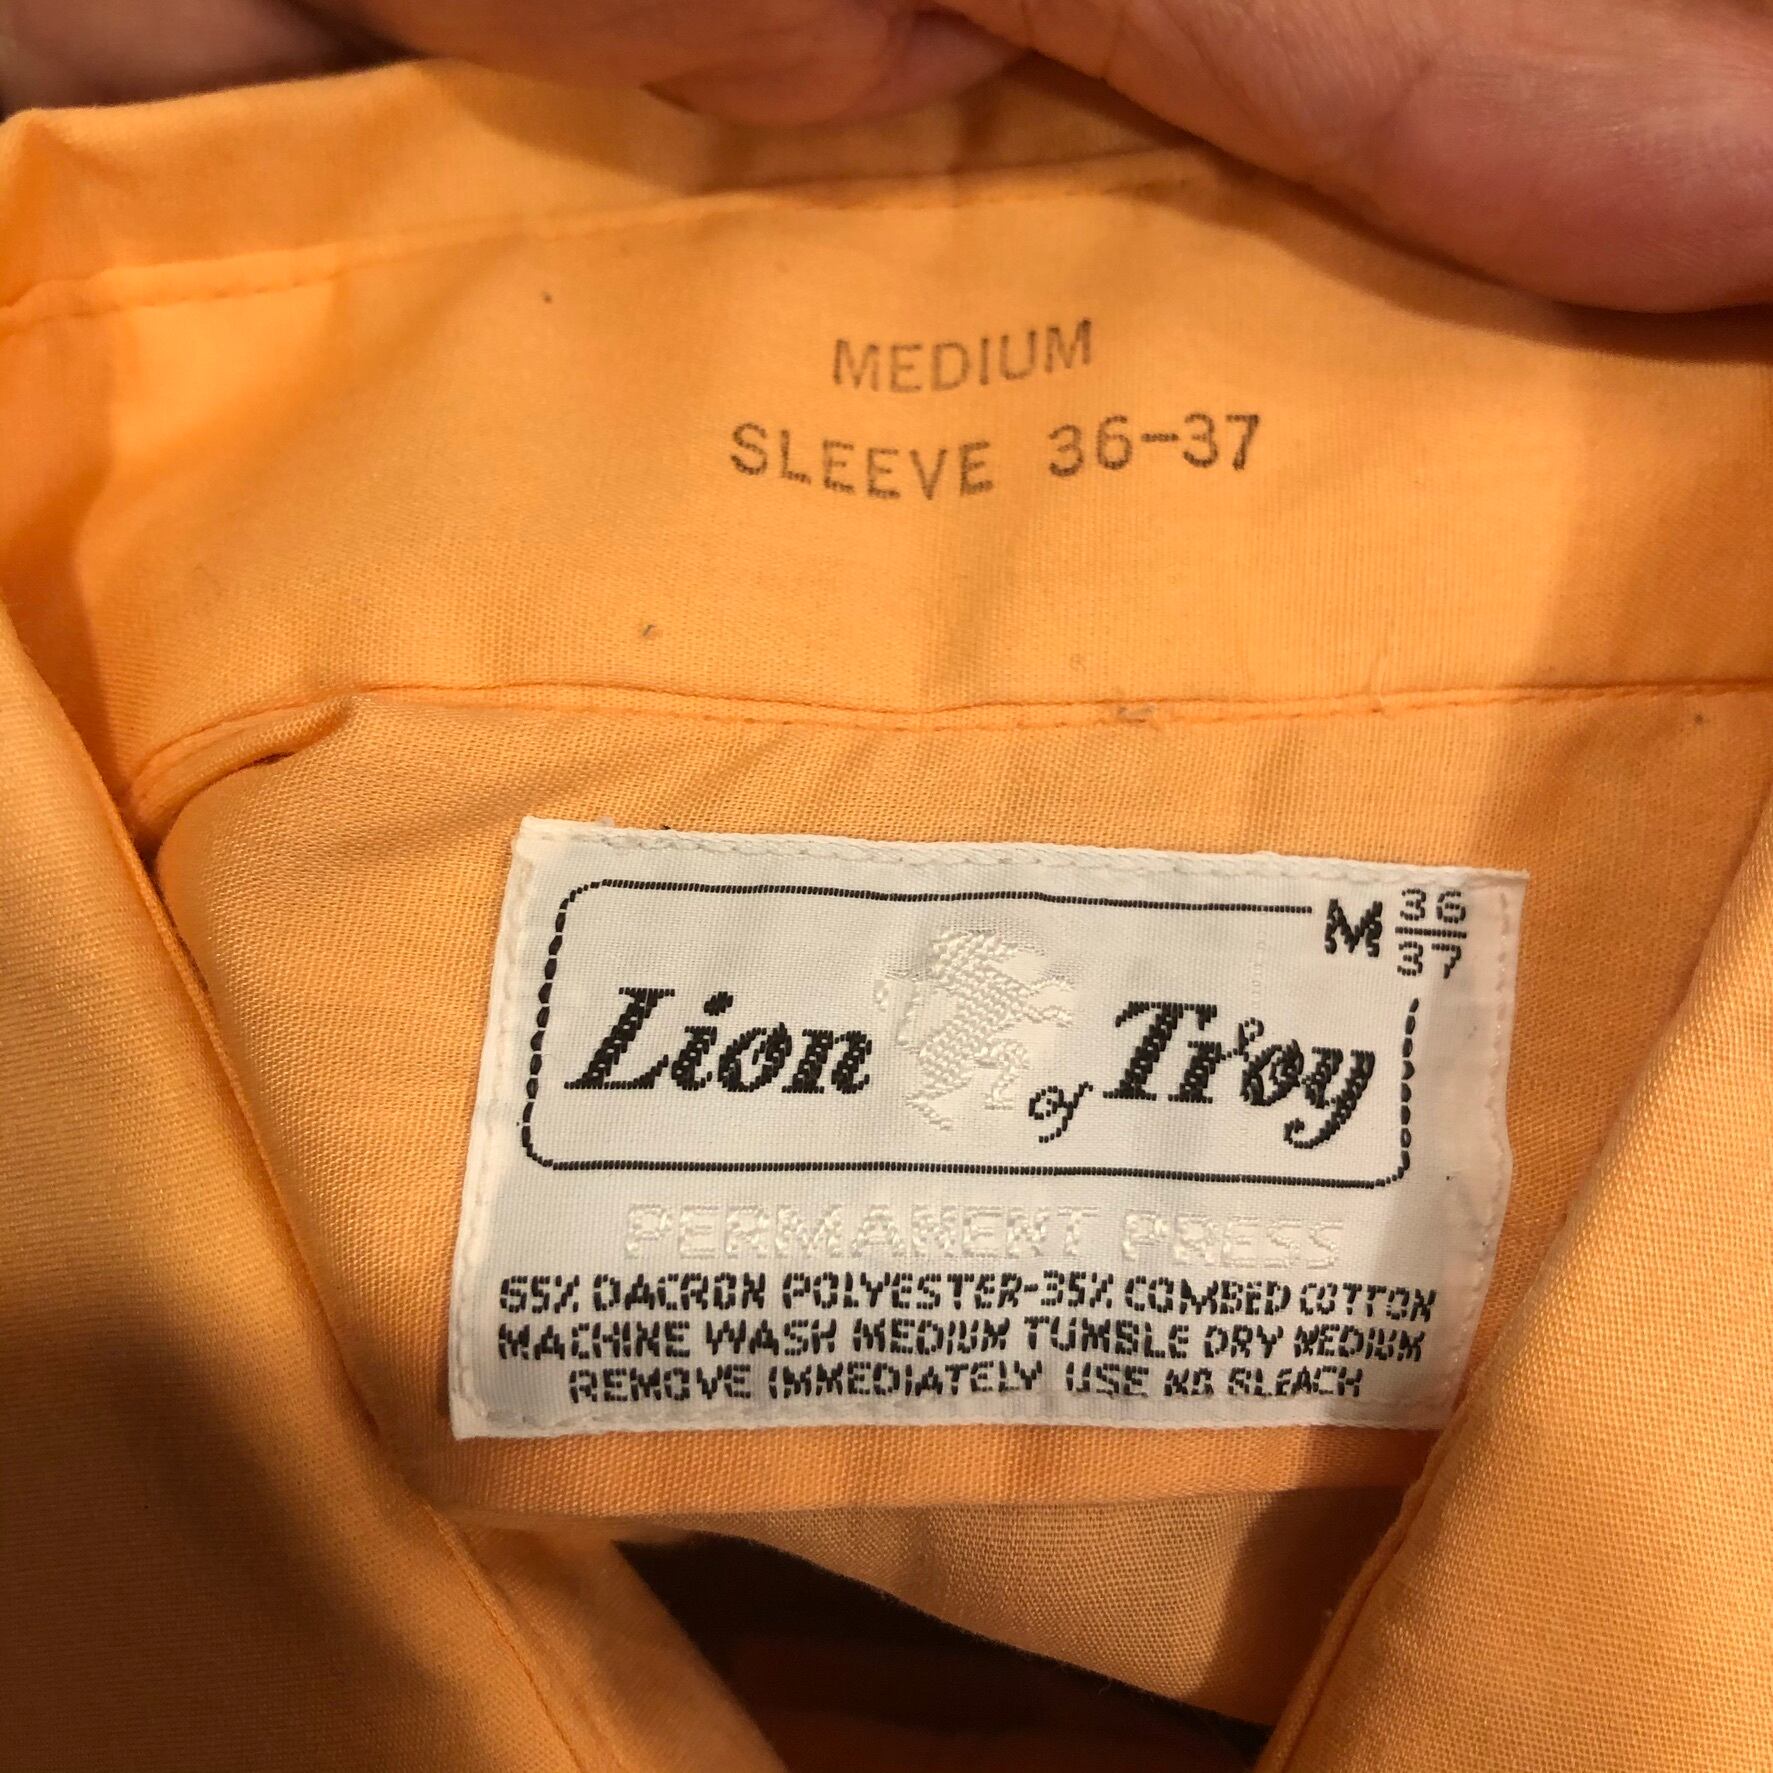 MEDIUM
SLEEVE 36-37
M 36/37
Lion of Troy
PERMANENT PRESS
65% DACRON POLYESTER-35% COMBED COTTON
MACHINE WASH MEDIUM TUMBLE DRY MEDIUM
REMOVE IMMEDIATELY USE NO BLEACH